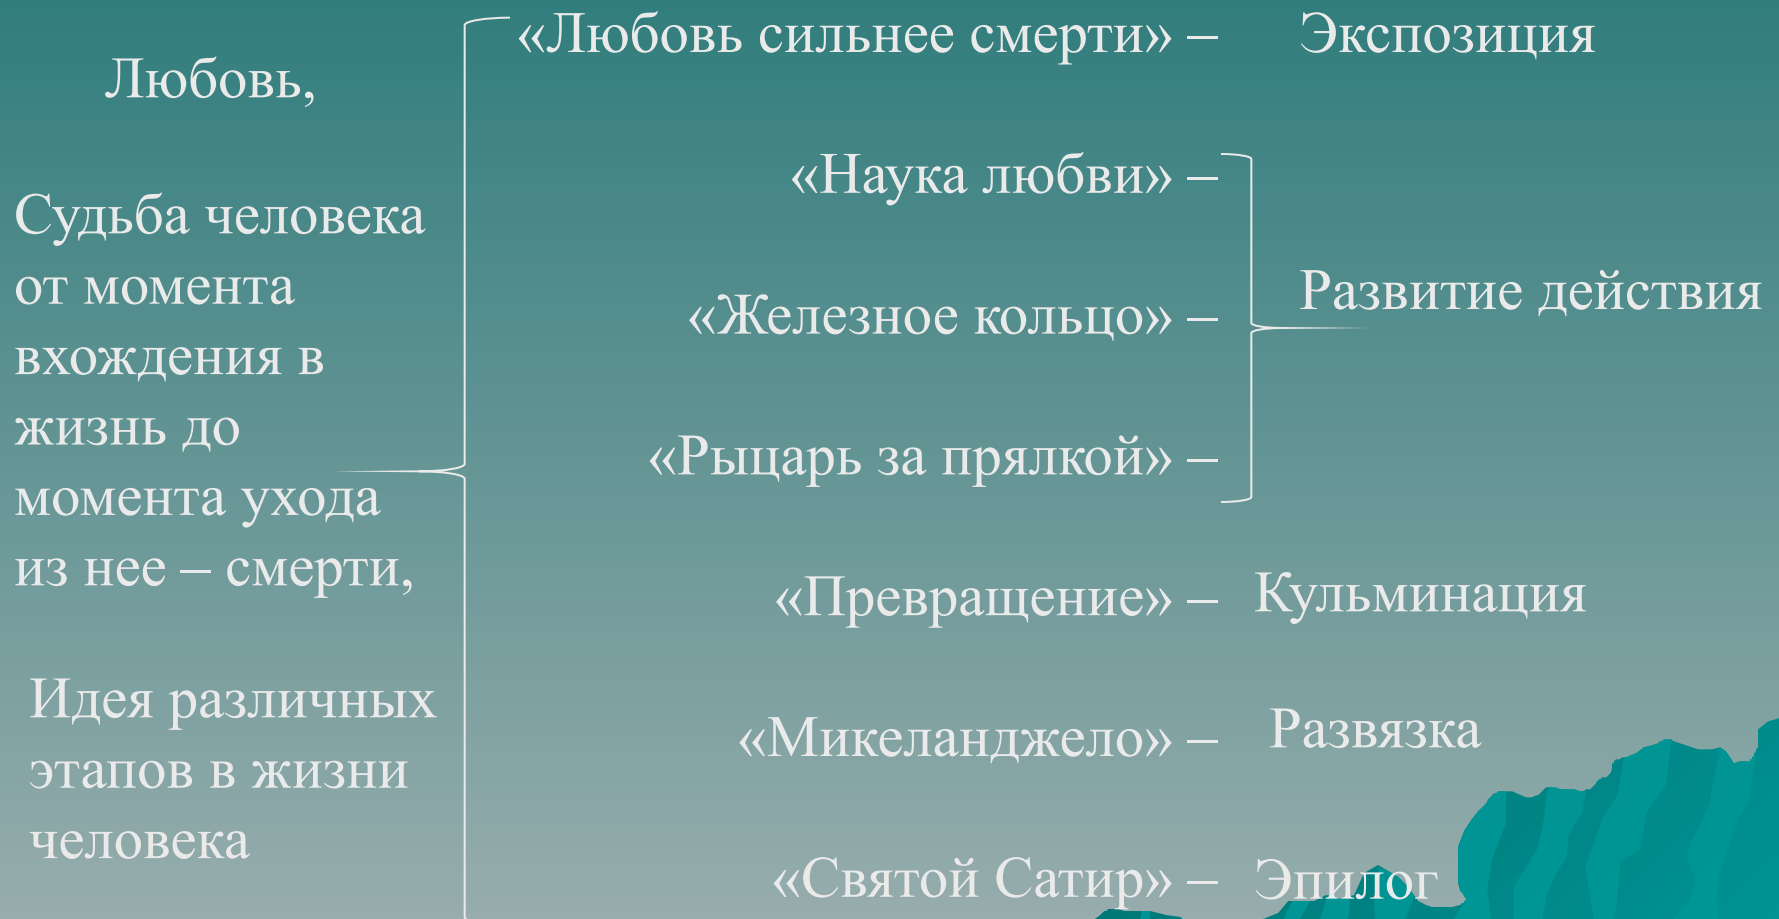 Любовь,
Судьба человека
от момента
вхождения в
жизнь до
момента ухода
из нее – смерти,
Идея различных
этапов в жизни
человека
«Любовь сильнее смерти» – Экспозиция
«Наука любви» –
«Железное кольцо» –
«Рыцарь за прялкой» –
Развитие действия
«Превращение» – Кульминация
«Микеланджело» – Развязка
«Святой Сатир» – Эпилог